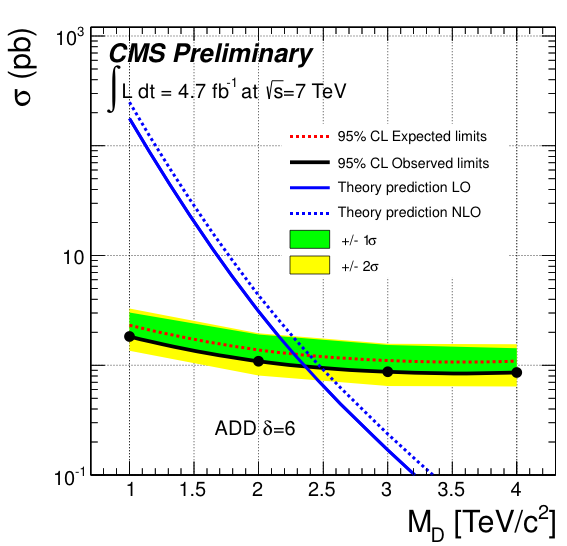 CMS Preliminary
∫ L dt = 4.7 fb⁻¹ at √s=7 TeV
σ (pb)
10³
10
10⁻¹
95% CL Expected limits
95% CL Observed limits
Theory prediction LO
Theory prediction NLO
+/- 1σ
+/- 2σ
ADD δ=6
1 1.5 2 2.5 3 3.5 4
M_D [TeV/c²]